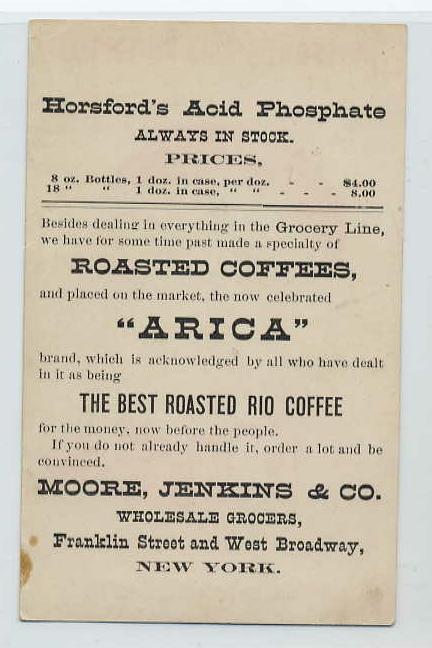 Horsford's Acid Phosphate
ALWAYS IN STOCK.
PRICES,
8 oz. Bottles, 1 doz. in case, per doz. - - $4.00
18 " " 1 doz. in case, " " - - - - 8.00
Besides dealing in everything in the Grocery Line,
we have for some time past made a specialty of
ROASTED COFFEES,
and placed on the market, the now celebrated
"ARICA"
brand, which is acknowledged by all who have dealt
in it as being
THE BEST ROASTED RIO COFFEE
for the money, now before the people.
If you do not already handle it, order a lot and be
convinced.
MOORE, JENKINS & CO.
WHOLESALE GROCERS,
Franklin Street and West Broadway,
NEW YORK.